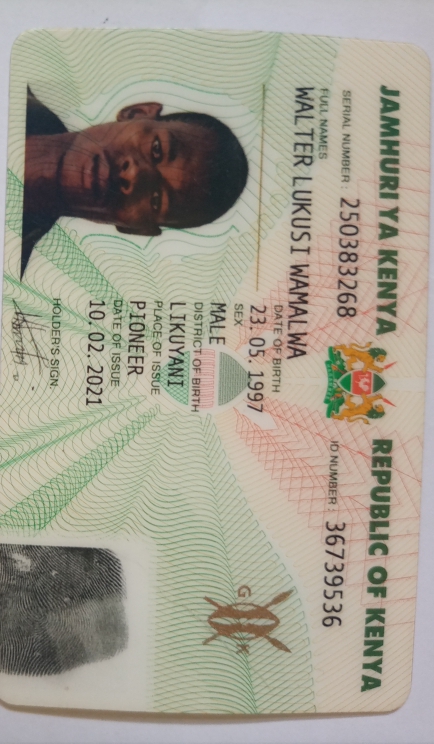 JAMHURI YA KENYA
REPUBLIC OF KENYA
SERIAL NUMBER: 250383268
ID NUMBER: 36739536
FULL NAMES
WALTER LUKUSI WAMALWA
DATE OF BIRTH
23. 05. 1997
SEX
MALE
DISTRICT OF BIRTH
LIKUYANI
PLACE OF ISSUE
PIONEER
DATE OF ISSUE
10. 02. 2021
HOLDER'S SIGN.
G K